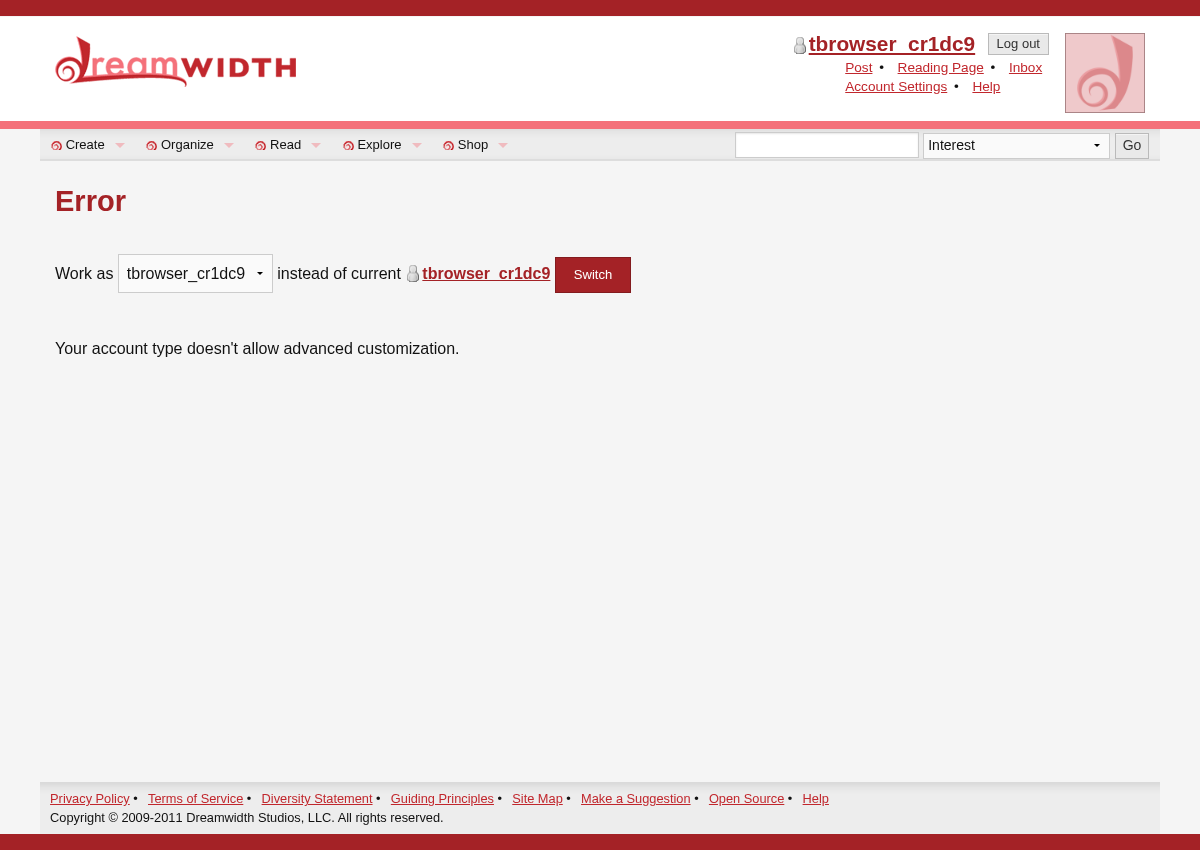 dreamWIDTH
tbrowser_cr1dc9 Log out
Post • Reading Page • Inbox
Account Settings • Help
Create Organize Read Explore Shop Interest Go
Error
Work as tbrowser_cr1dc9 instead of current tbrowser_cr1dc9 Switch
Your account type doesn't allow advanced customization.
Privacy Policy • Terms of Service • Diversity Statement • Guiding Principles • Site Map • Make a Suggestion • Open Source • Help
Copyright © 2009-2011 Dreamwidth Studios, LLC. All rights reserved.